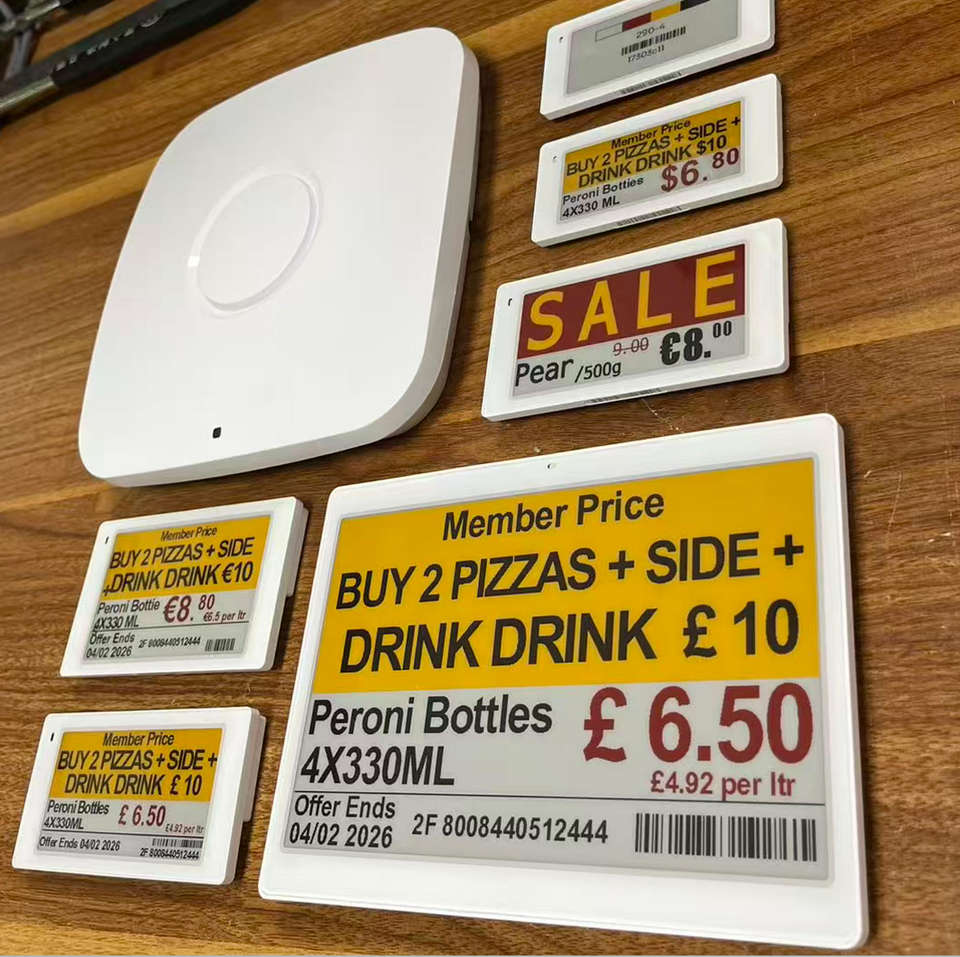 290-4
Member Price
BUY 2 PIZZAS + SIDE +
DRINK DRINK $10
Peroni Botties
4X330 ML
$6.80
SALE
Pear /500g
9.00
€8.00
Member Price
BUY 2 PIZZAS + SIDE
+DRINK DRINK €10
Peroni Bottie
4X330 ML
€8.80
€6.5 per ltr
Offer Ends
04/02 2026
2F 8008440512444
Member Price
BUY 2 PIZZAS + SIDE +
DRINK DRINK £ 10
Peroni Bottles
4X330ML
£ 6.50
£4.92 per ltr
Offer Ends
04/02 2026
2F 8008440512444
Member Price
BUY 2 PIZZAS + SIDE +
DRINK DRINK £ 10
Peroni Bottles
4X330ML
£ 6.50
£4.92 per ltr
Offer Ends 04/02 2026
2F 8008440512444